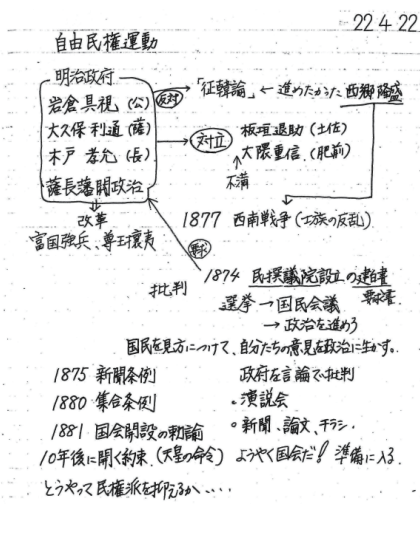 22 4 22
自由民権運動
明治政府
岩倉具視(公)
反対
「征韓論」← 進めたかった 西郷隆盛
大久保利通(薩)
対立
板垣退助(土佐)
木戸孝允(長)
大隈重信(肥前)
不満
薩長藩閥政治
改革
富国強兵、尊王攘夷
1877 西南戦争(士族の反乱)
要求
批判
1874 民撰議院設立の建白書
要求書
選挙 → 国民会議
→ 政治を進めろ
国民を見方につけて、自分たちの意見を政治に生かす。
1875 新聞条例
政府を言論で批判
1880 集合条例
・演説会
1881 国会開設の勅諭
・新聞、論文、チラシ.
10年後に開く約束.(天皇の命令)
ようやく国会だ! 準備に入る.
どうやって民権派を抑えるか・・・・